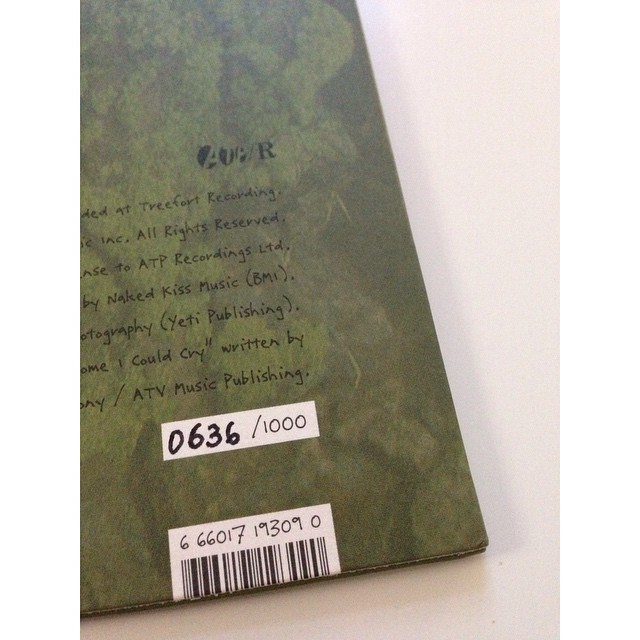 ATP/R
ded at Treefort Recording.
ic Inc. All Rights Reserved.
nse to ATP Recordings Ltd.
by Naked Kiss Music (BMI).
otography (Yeti Publishing).
ome I Could Cry" written by
ony / ATV Music Publishing.
0636 /1000
6 66017 19309 0